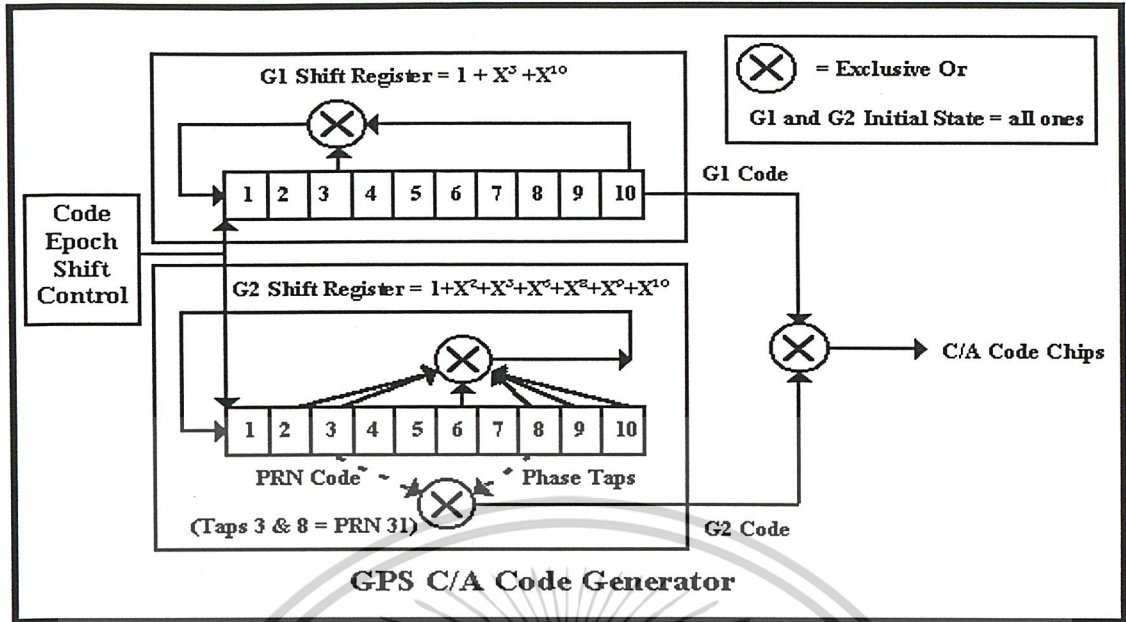 G1 Shift Register = 1 + X³ +X¹⁰
= Exclusive Or
G1 and G2 Initial State = all ones
1 2 3 4 5 6 7 8 9 10
G1 Code
Code
Epoch
Shift
Control
G2 Shift Register = 1+X²+X³+X⁶+X⁸+X⁹+X¹⁰
C/A Code Chips
1 2 3 4 5 6 7 8 9 10
PRN Code
Phase Taps
(Taps 3 & 8 = PRN 31)
G2 Code
GPS C/A Code Generator